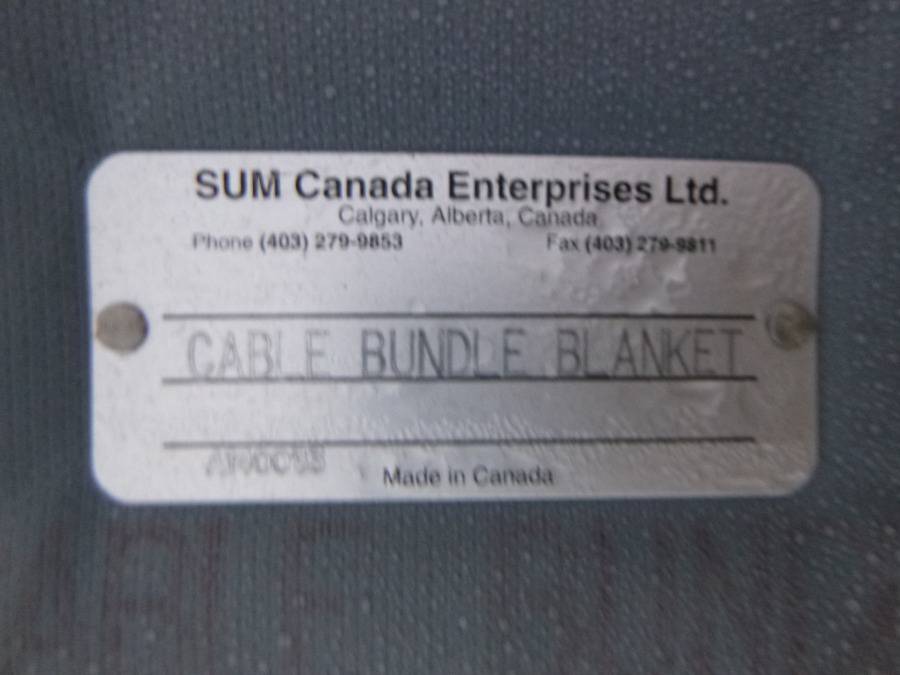 SUM Canada Enterprises Ltd.
Calgary, Alberta, Canada
Phone (403) 279-9853
Fax (403) 279-9811
CABLE BUNDLE BLANKET
Made in Canada